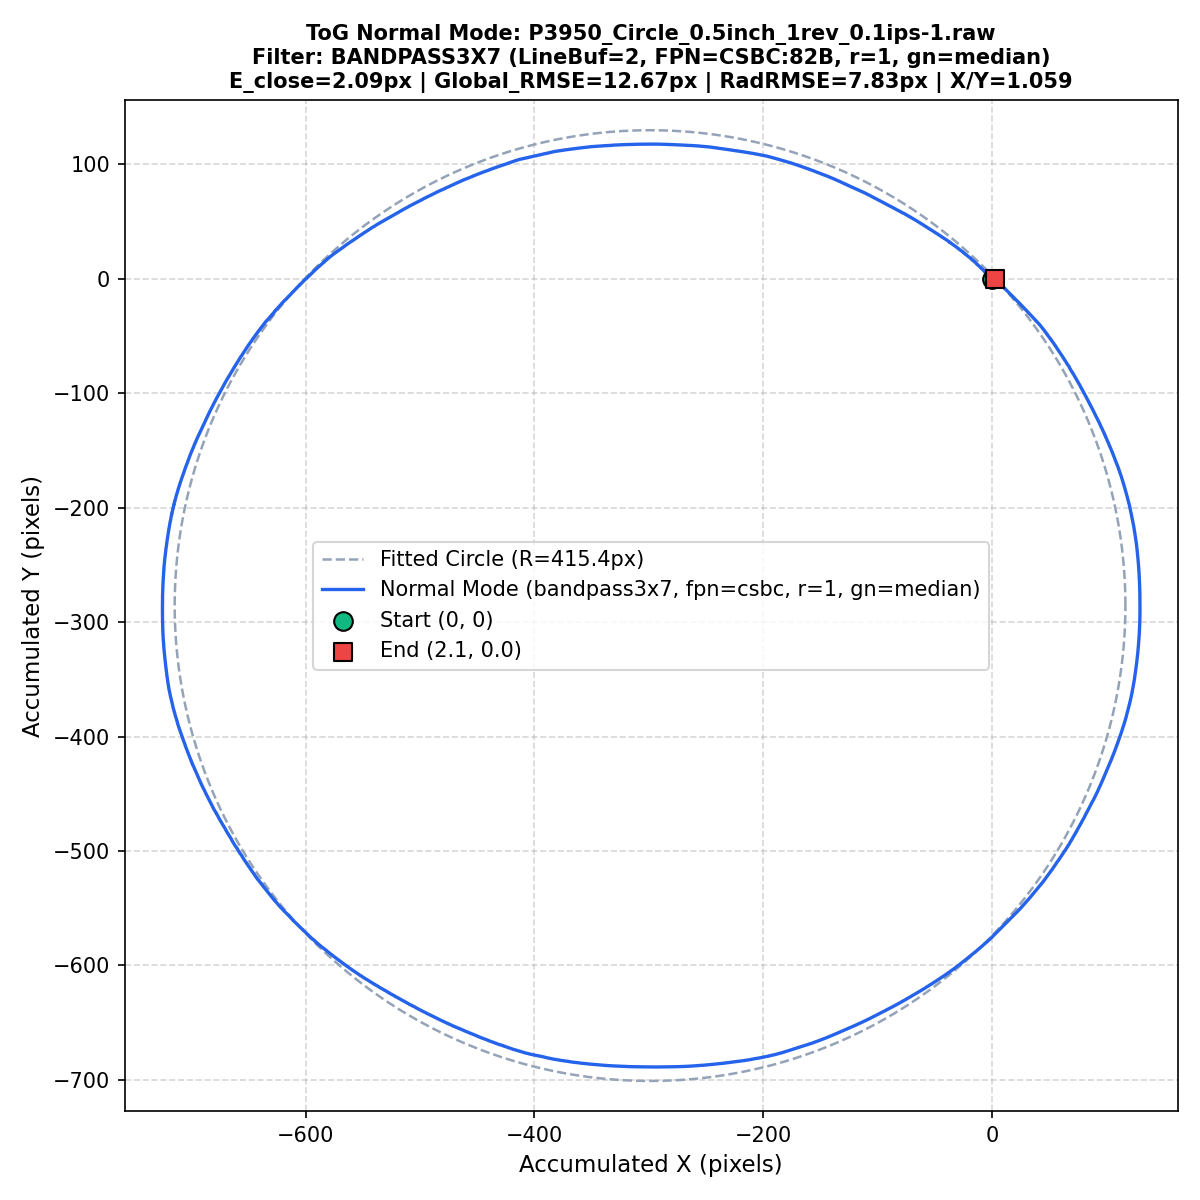 ToG Normal Mode: P3950_Circle_0.5inch_1rev_0.1ips-1.raw
Filter: BANDPASS3X7 (LineBuf=2, FPN=CSBC:82B, r=1, gn=median)
E_close=2.09px | Global_RMSE=12.67px | RadRMSE=7.83px | X/Y=1.059
100
0
−100
−200
−300
−400
−500
−600
−700
Accumulated Y (pixels)
Fitted Circle (R=415.4px)
Normal Mode (bandpass3x7, fpn=csbc, r=1, gn=median)
Start (0, 0)
End (2.1, 0.0)
−600 −400 −200 0
Accumulated X (pixels)